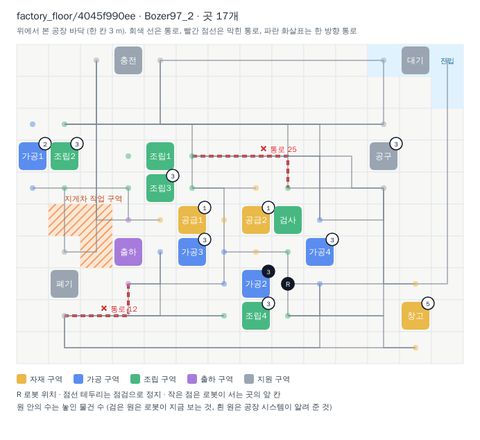 factory_floor/4045f990ee · Bozer97_2 · 곳 17개
위에서 본 공장 바닥 (한 칸 3 m). 회색 선은 통로, 빨간 점선은 막힌 통로, 파란 화살표는 한 방향 통로
충전
대기
진입
가공1
2
조립2
3
조립1
✖ 통로 25
공구
3
조립3
3
지게차 작업 구역
공급1
1
공급2
1
검사
출하
가공3
3
가공4
3
폐기
가공2
3
R
✖ 통로 12
조립4
3
창고
5
자재 구역
가공 구역
조립 구역
출하 구역
지원 구역
R 로봇 위치 · 점선 테두리는 점검으로 정지 · 작은 점은 로봇이 서는 곳의 앞 칸
원 안의 수는 놓인 물건 수 (검은 원은 로봇이 지금 보는 것, 흰 원은 공장 시스템이 알려 준 것)